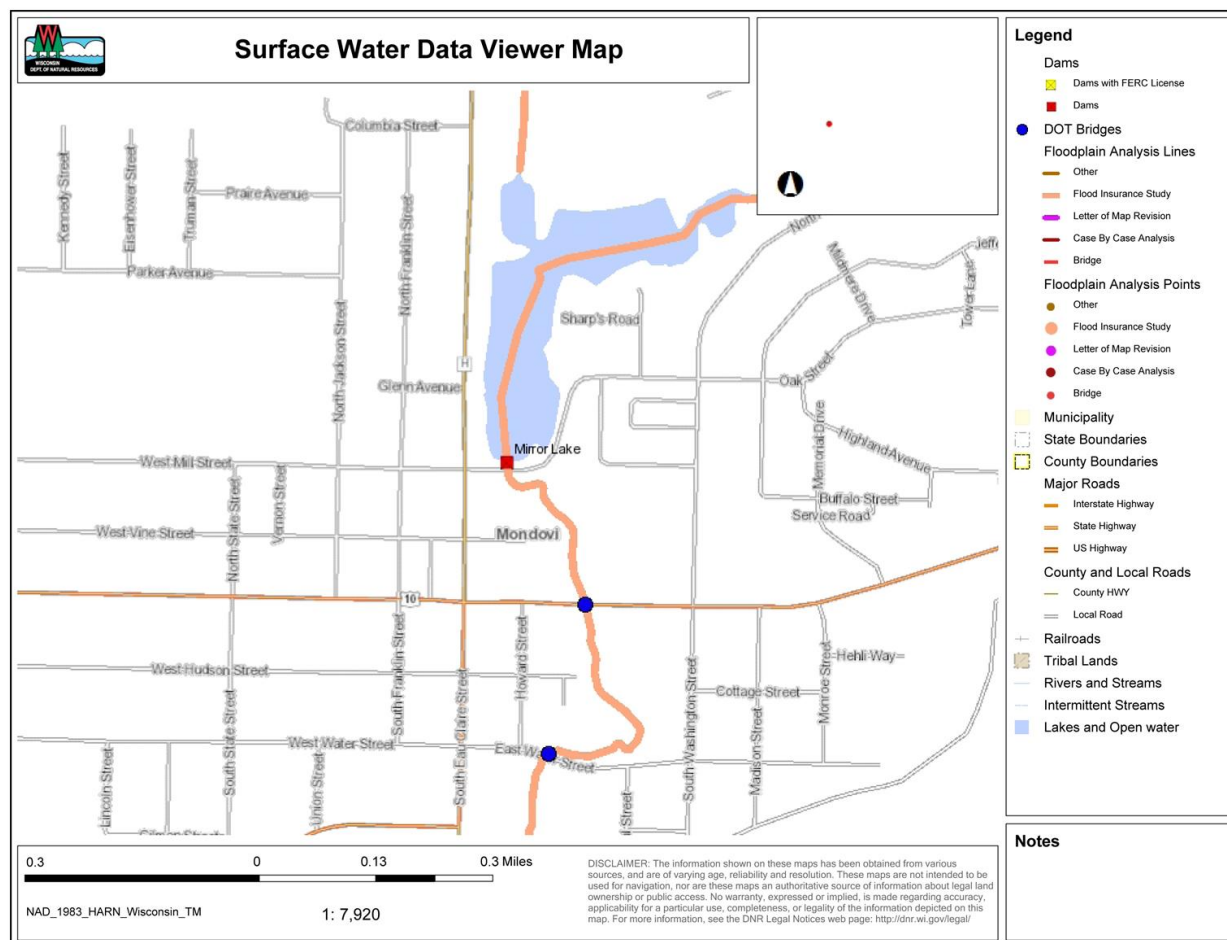 WISCONSIN
DEPT. OF NATURAL RESOURCES
Surface Water Data Viewer Map
Columbia Street
Kennedy Street
Eisenhower Street
Truman Street
Praire Avenue
North Franklin Street
Parker Avenue
North
Midmere Drive
Jeffe
Tower Lane
Sharp's Road
North Jackson Street
H
Glenn Avenue
Oak Street
Memorial Drive
Highland Avenue
Mirror Lake
West Mill Street
Buffalo Street
Service Road
North State Street
Vernon Street
West Vine Street
Mondovi
10
West Hudson Street
South State Street
South Franklin Street
South Eau Claire Street
Howard Street
South Washington Street
Hehli Way
Cottage Street
Madison Street
Monroe Street
West Water Street
East Water Street
Lincoln Street
Union Street
Street
0.3
0
0.13
0.3 Miles
NAD_1983_HARN_Wisconsin_TM
1: 7,920
DISCLAIMER: The information shown on these maps has been obtained from various
sources, and are of varying age, reliability and resolution. These maps are not intended to be
used for navigation, nor are these maps an authoritative source of information about legal land
ownership or public access. No warranty, expressed or implied, is made regarding accuracy,
applicability for a particular use, completeness, or legality of the information depicted on this
map. For more information, see the DNR Legal Notices web page: http://dnr.wi.gov/legal/
Legend
Dams
Dams with FERC License
Dams
DOT Bridges
Floodplain Analysis Lines
Other
Flood Insurance Study
Letter of Map Revision
Case By Case Analysis
Bridge
Floodplain Analysis Points
Other
Flood Insurance Study
Letter of Map Revision
Case By Case Analysis
Bridge
Municipality
State Boundaries
County Boundaries
Major Roads
Interstate Highway
State Highway
US Highway
County and Local Roads
County HWY
Local Road
Railroads
Tribal Lands
Rivers and Streams
Intermittent Streams
Lakes and Open water
Notes